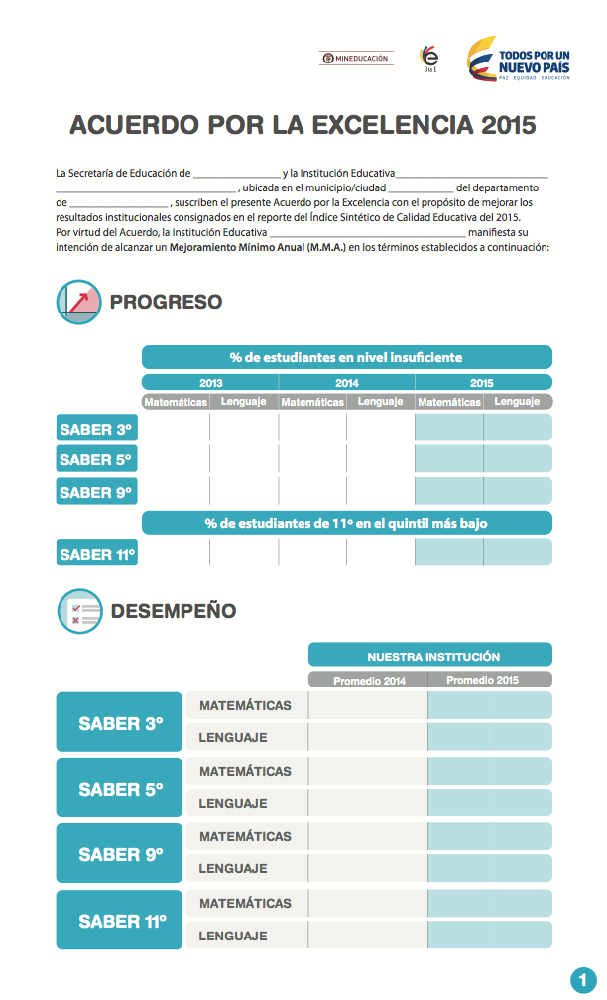 MINEDUCACIÓN
Día E
TODOS POR UN
NUEVO PAÍS
PAZ EQUIDAD EDUCACIÓN
ACUERDO POR LA EXCELENCIA 2015
La Secretaría de Educación de __________________ y la Institución Educativa________________________________
______________________________________ , ubicada en el municipio/ciudad ______________ del departamento
de _____________________ , suscriben el presente Acuerdo por la Excelencia con el propósito de mejorar los
resultados institucionales consignados en el reporte del Índice Sintético de Calidad Educativa del 2015.
Por virtud del Acuerdo, la Institución Educativa _________________________________________ manifiesta su
intención de alcanzar un Mejoramiento Mínimo Anual (M.M.A.) en los términos establecidos a continuación:
PROGRESO
% de estudiantes en nivel insuficiente
2013 2014 2015
Matemáticas Lenguaje Matemáticas Lenguaje Matemáticas Lenguaje
SABER 3º
SABER 5º
SABER 9º
% de estudiantes de 11º en el quintil más bajo
SABER 11º
DESEMPEÑO
NUESTRA INSTITUCIÓN
Promedio 2014 Promedio 2015
SABER 3º
MATEMÁTICAS
LENGUAJE
SABER 5º
MATEMÁTICAS
LENGUAJE
SABER 9º
MATEMÁTICAS
LENGUAJE
SABER 11º
MATEMÁTICAS
LENGUAJE
1